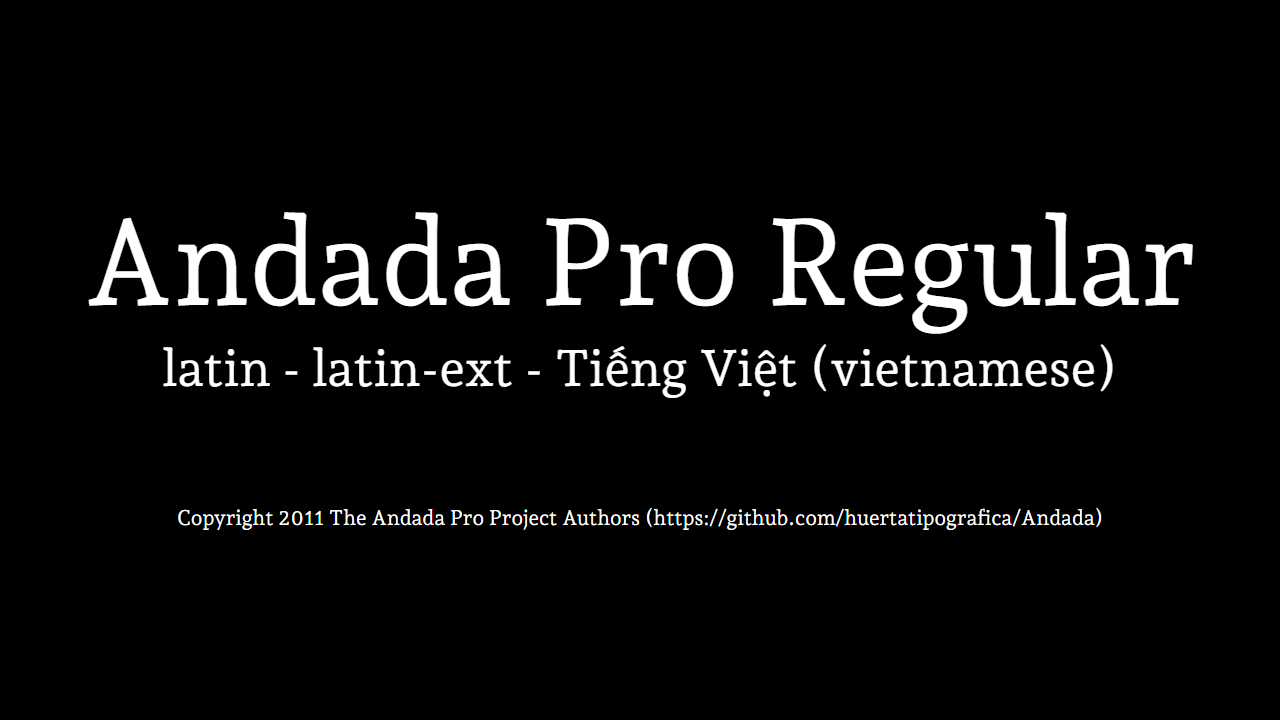 Andada Pro Regular
latin - latin-ext - Tiếng Việt (vietnamese)
Copyright 2011 The Andada Pro Project Authors (https://github.com/huertatipografica/Andada)